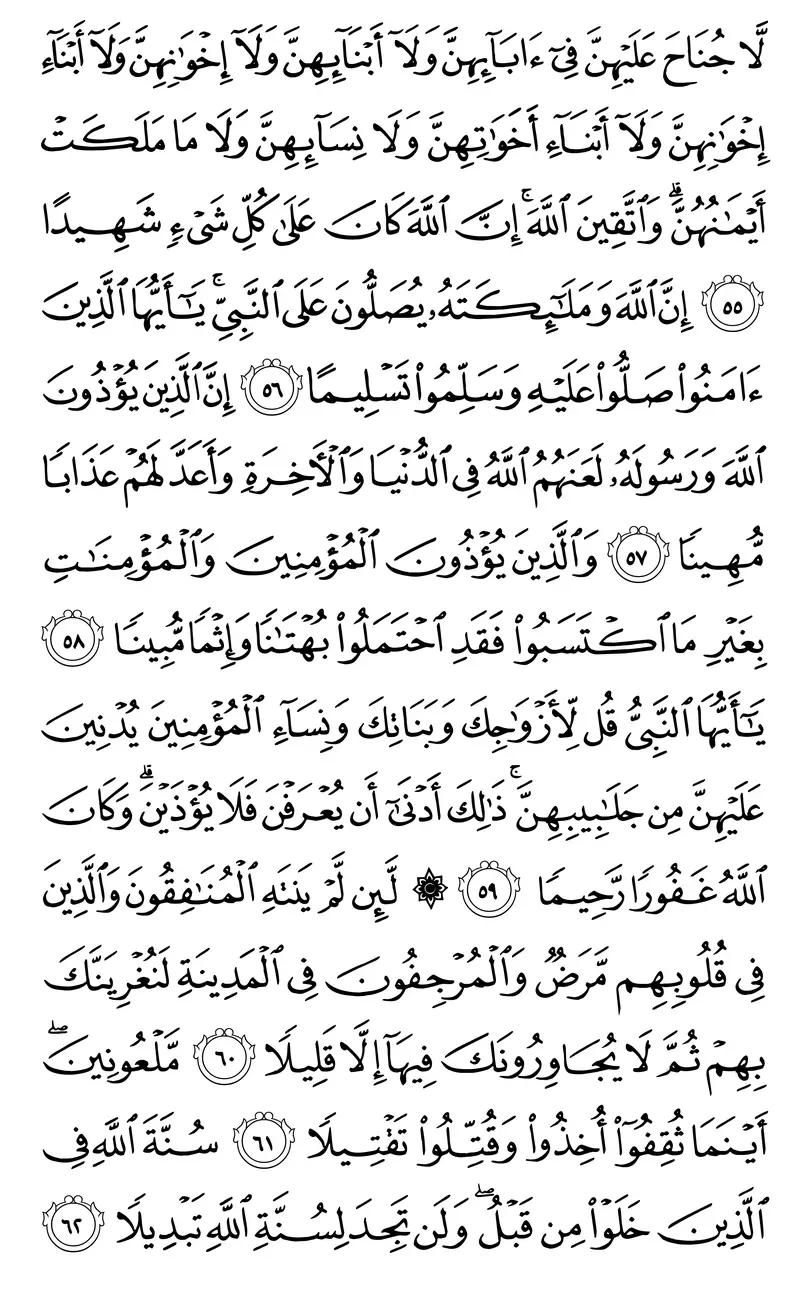 لَّا جُنَاحَ عَلَيْهِنَّ فِىٓ ءَابَآئِهِنَّ وَلَآ أَبْنَآئِهِنَّ وَلَآ إِخْوَٰنِهِنَّ وَلَآ أَبْنَآءِ
إِخْوَٰنِهِنَّ وَلَآ أَبْنَآءِ أَخَوَٰتِهِنَّ وَلَا نِسَآئِهِنَّ وَلَا مَا مَلَكَتْ
أَيْمَـٰنُهُنَّ ۗ وَٱتَّقِينَ ٱللَّهَ ۚ إِنَّ ٱللَّهَ كَانَ عَلَىٰ كُلِّ شَىْءٍ شَهِيدًا
٥٥ إِنَّ ٱللَّهَ وَمَلَـٰٓئِكَتَهُۥ يُصَلُّونَ عَلَى ٱلنَّبِىِّ ۚ يَـٰٓأَيُّهَا ٱلَّذِينَ
ءَامَنُوا۟ صَلُّوا۟ عَلَيْهِ وَسَلِّمُوا۟ تَسْلِيمًا ٥٦ إِنَّ ٱلَّذِينَ يُؤْذُونَ
ٱللَّهَ وَرَسُولَهُۥ لَعَنَهُمُ ٱللَّهُ فِى ٱلدُّنْيَا وَٱلْـَٔاخِرَةِ وَأَعَدَّ لَهُمْ عَذَابًا
مُّهِينًا ٥٧ وَٱلَّذِينَ يُؤْذُونَ ٱلْمُؤْمِنِينَ وَٱلْمُؤْمِنَـٰتِ
بِغَيْرِ مَا ٱكْتَسَبُوا۟ فَقَدِ ٱحْتَمَلُوا۟ بُهْتَـٰنًا وَإِثْمًا مُّبِينًا ٥٨
يَـٰٓأَيُّهَا ٱلنَّبِىُّ قُل لِّأَزْوَٰجِكَ وَبَنَاتِكَ وَنِسَآءِ ٱلْمُؤْمِنِينَ يُدْنِينَ
عَلَيْهِنَّ مِن جَلَـٰبِيبِهِنَّ ۚ ذَٰلِكَ أَدْنَىٰٓ أَن يُعْرَفْنَ فَلَا يُؤْذَيْنَ ۗ وَكَانَ
ٱللَّهُ غَفُورًا رَّحِيمًا ٥٩ ۞ لَّئِن لَّمْ يَنتَهِ ٱلْمُنَـٰفِقُونَ وَٱلَّذِينَ
فِى قُلُوبِهِم مَّرَضٌ وَٱلْمُرْجِفُونَ فِى ٱلْمَدِينَةِ لَنُغْرِيَنَّكَ
بِهِمْ ثُمَّ لَا يُجَاوِرُونَكَ فِيهَآ إِلَّا قَلِيلًا ٦٠ مَّلْعُونِينَ ۖ
أَيْنَمَا ثُقِفُوٓا۟ أُخِذُوا۟ وَقُتِّلُوا۟ تَقْتِيلًا ٦١ سُنَّةَ ٱللَّهِ فِى
ٱلَّذِينَ خَلَوْا۟ مِن قَبْلُ ۖ وَلَن تَجِدَ لِسُنَّةِ ٱللَّهِ تَبْدِيلًا ٦٢